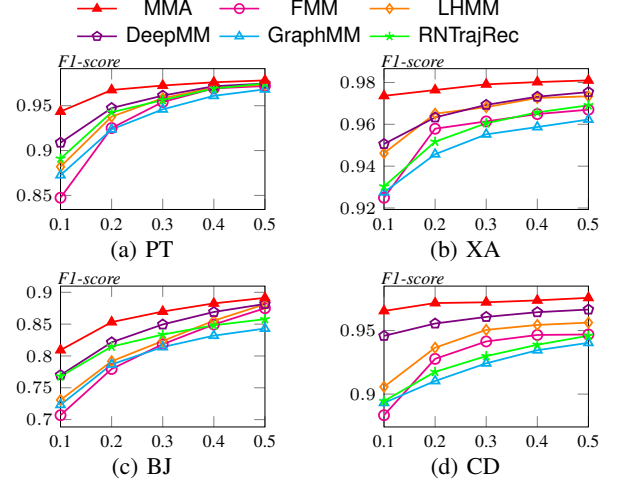 MMA FMM LHMM
DeepMM GraphMM RNTrajRec
F1-score F1-score
0.95 0.98
0.9 0.96
0.85 0.94
0.92
0.1 0.2 0.3 0.4 0.5 0.1 0.2 0.3 0.4 0.5
(a) PT (b) XA
F1-score F1-score
0.9
0.85 0.95
0.8
0.75 0.9
0.7
0.1 0.2 0.3 0.4 0.5 0.1 0.2 0.3 0.4 0.5
(c) BJ (d) CD